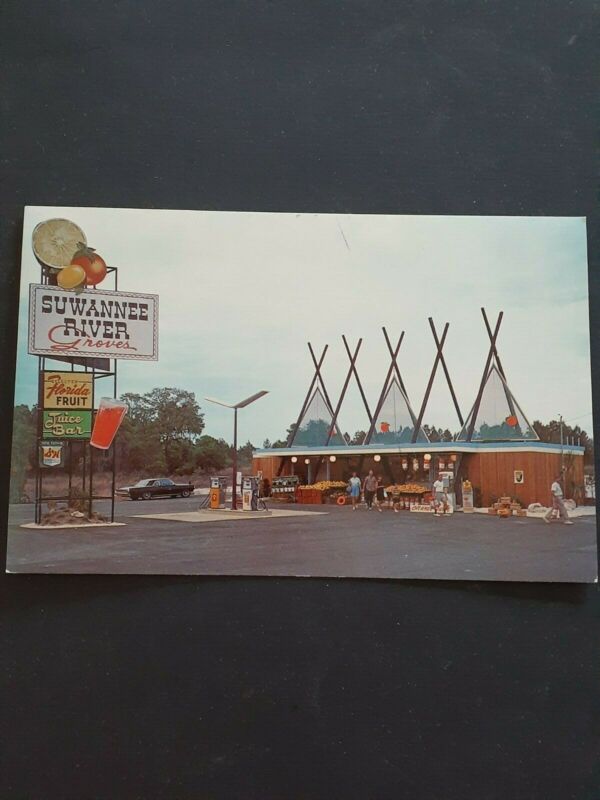 SUWANNEE
RIVER
Groves
Florida
FRUIT
Juice
Bar
S&H